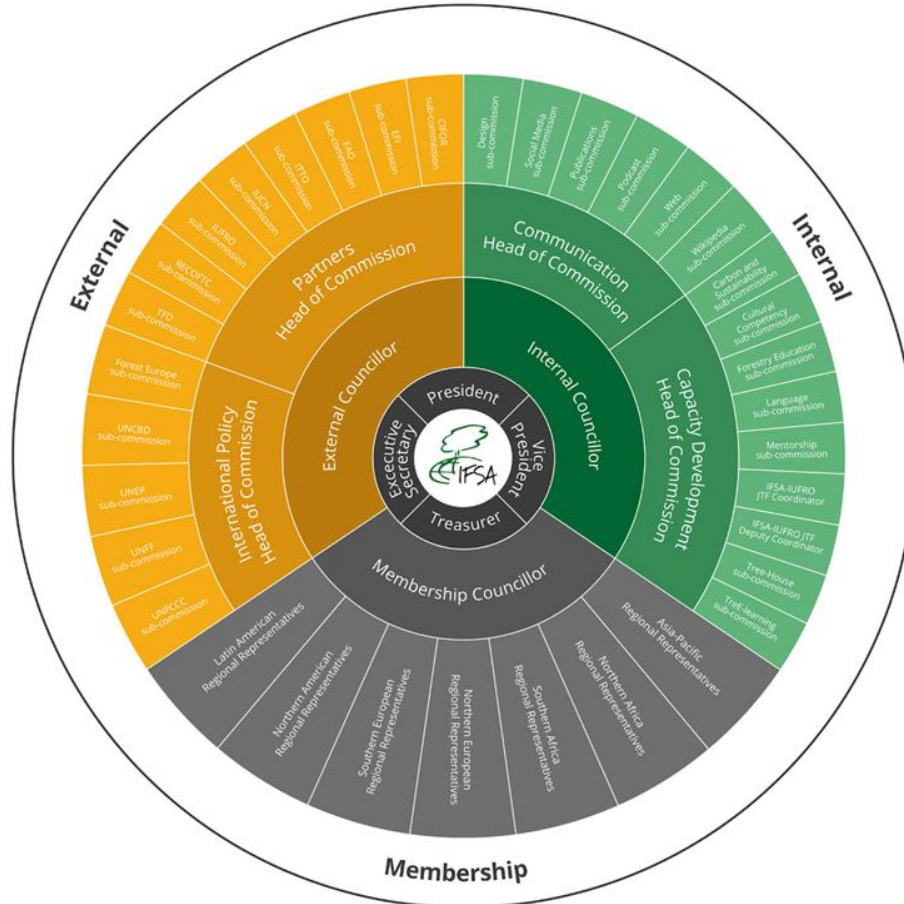 External
Internal
Membership
CIFOR
sub-commission
EFI
sub-commission
FAO
sub-commission
ITTO
sub-commission
IUCN
sub-commission
IUFRO
sub-commission
RECOFTC
sub-commission
TFD
sub-commission
Forest Europe
sub-commission
UNCBD
sub-commission
UNEP
sub-commission
UNFF
sub-commission
UNFCCC
sub-commission
Partners
Head of Commission
International Policy
Head of Commission
External Councillor
Design
sub-commission
Social Media
sub-commission
Publications
sub-commission
Podcast
sub-commission
Web
sub-commission
Wikipedia
sub-commission
Carbon and
Sustainability
sub-commission
Cultural
Competency
sub-commission
Forestry Education
sub-commission
Language
sub-commission
Mentorship
sub-commission
IFSA-IUFRO
JTF Coordinator
IFSA-IUFRO JTF
Deputy Coordinator
Tree-House
sub-commission
TreE-learning
sub-commission
Communication
Head of Commission
Capacity Development
Head of Commission
Internal Councillor
President
Vice
President
Treasurer
Excecutive
Secretary
IFSA
Membership Councillor
Latin American
Regional Representatives
Northern American
Regional Representatives
Southern European
Regional Representatives
Northern European
Regional Representatives
Southern Africa
Regional Representatives
Northern Africa
Regional Representatives
Asia-Pacific
Regional Representatives